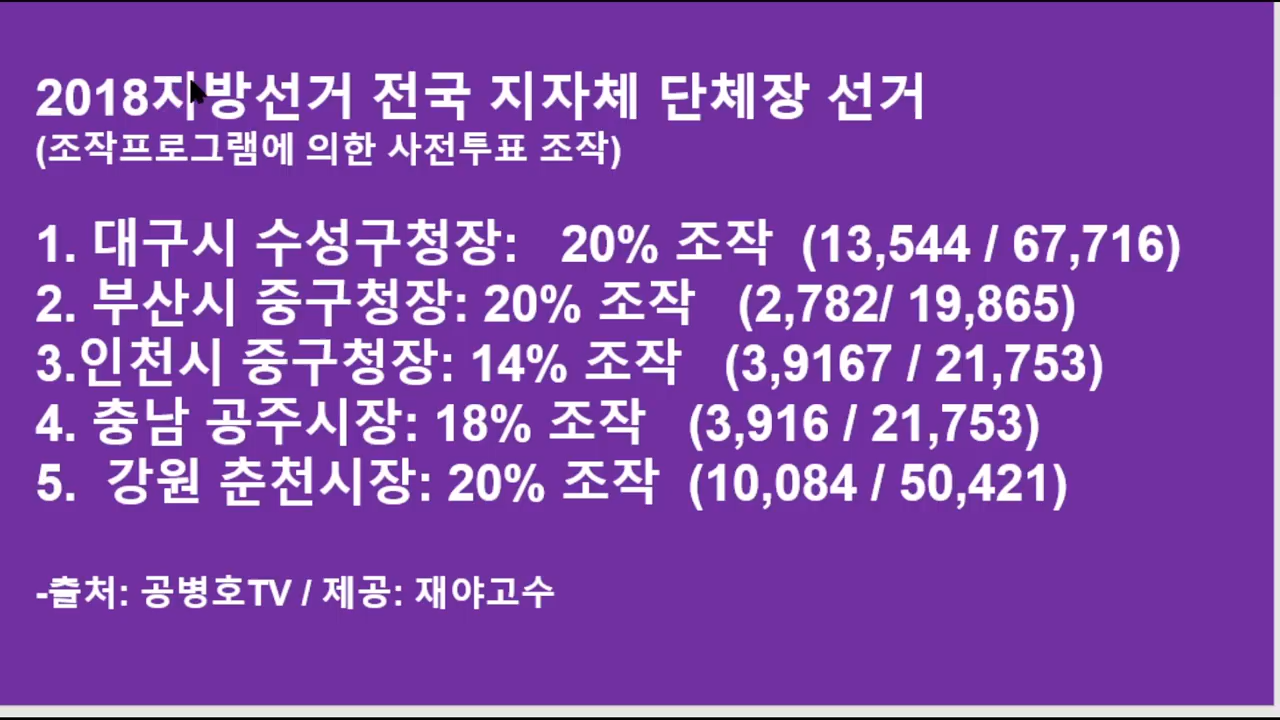 2018지방선거 전국 지자체 단체장 선거
(조작프로그램에 의한 사전투표 조작)
1. 대구시 수성구청장: 20% 조작 (13,544 / 67,716)
2. 부산시 중구청장: 20% 조작 (2,782/ 19,865)
3.인천시 중구청장: 14% 조작 (3,9167 / 21,753)
4. 충남 공주시장: 18% 조작 (3,916 / 21,753)
5. 강원 춘천시장: 20% 조작 (10,084 / 50,421)
-출처: 공병호TV / 제공: 재야고수